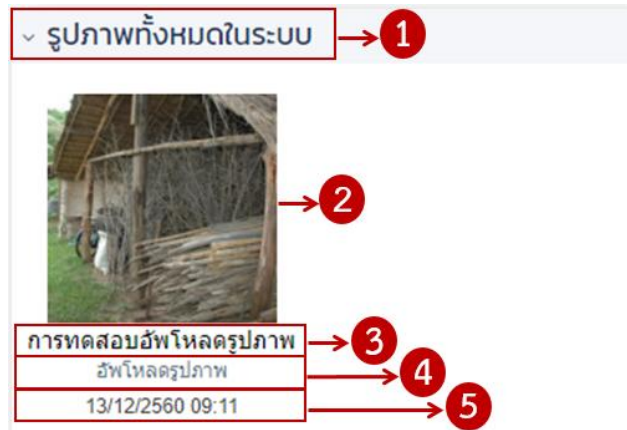 รูปภาพทั้งหมดในระบบ 1
2
การทดสอบอัพโหลดรูปภาพ 3
อัพโหลดรูปภาพ 4
13/12/2560 09:11 5